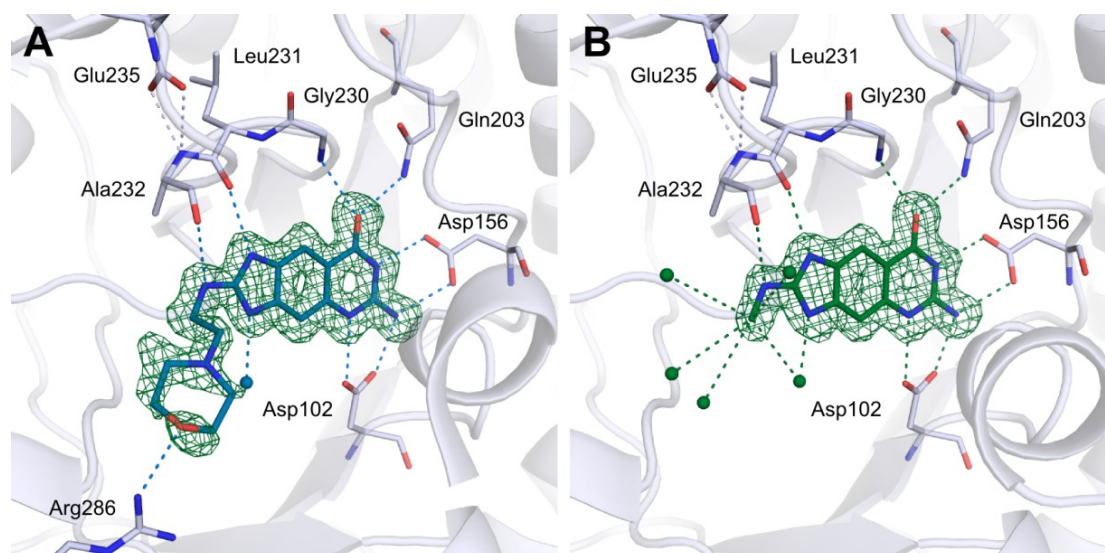 A
Leu231
Glu235
Gly230
Gln203
Ala232
Asp156
Asp102
Arg286
B
Leu231
Glu235
Gly230
Gln203
Ala232
Asp156
Asp102